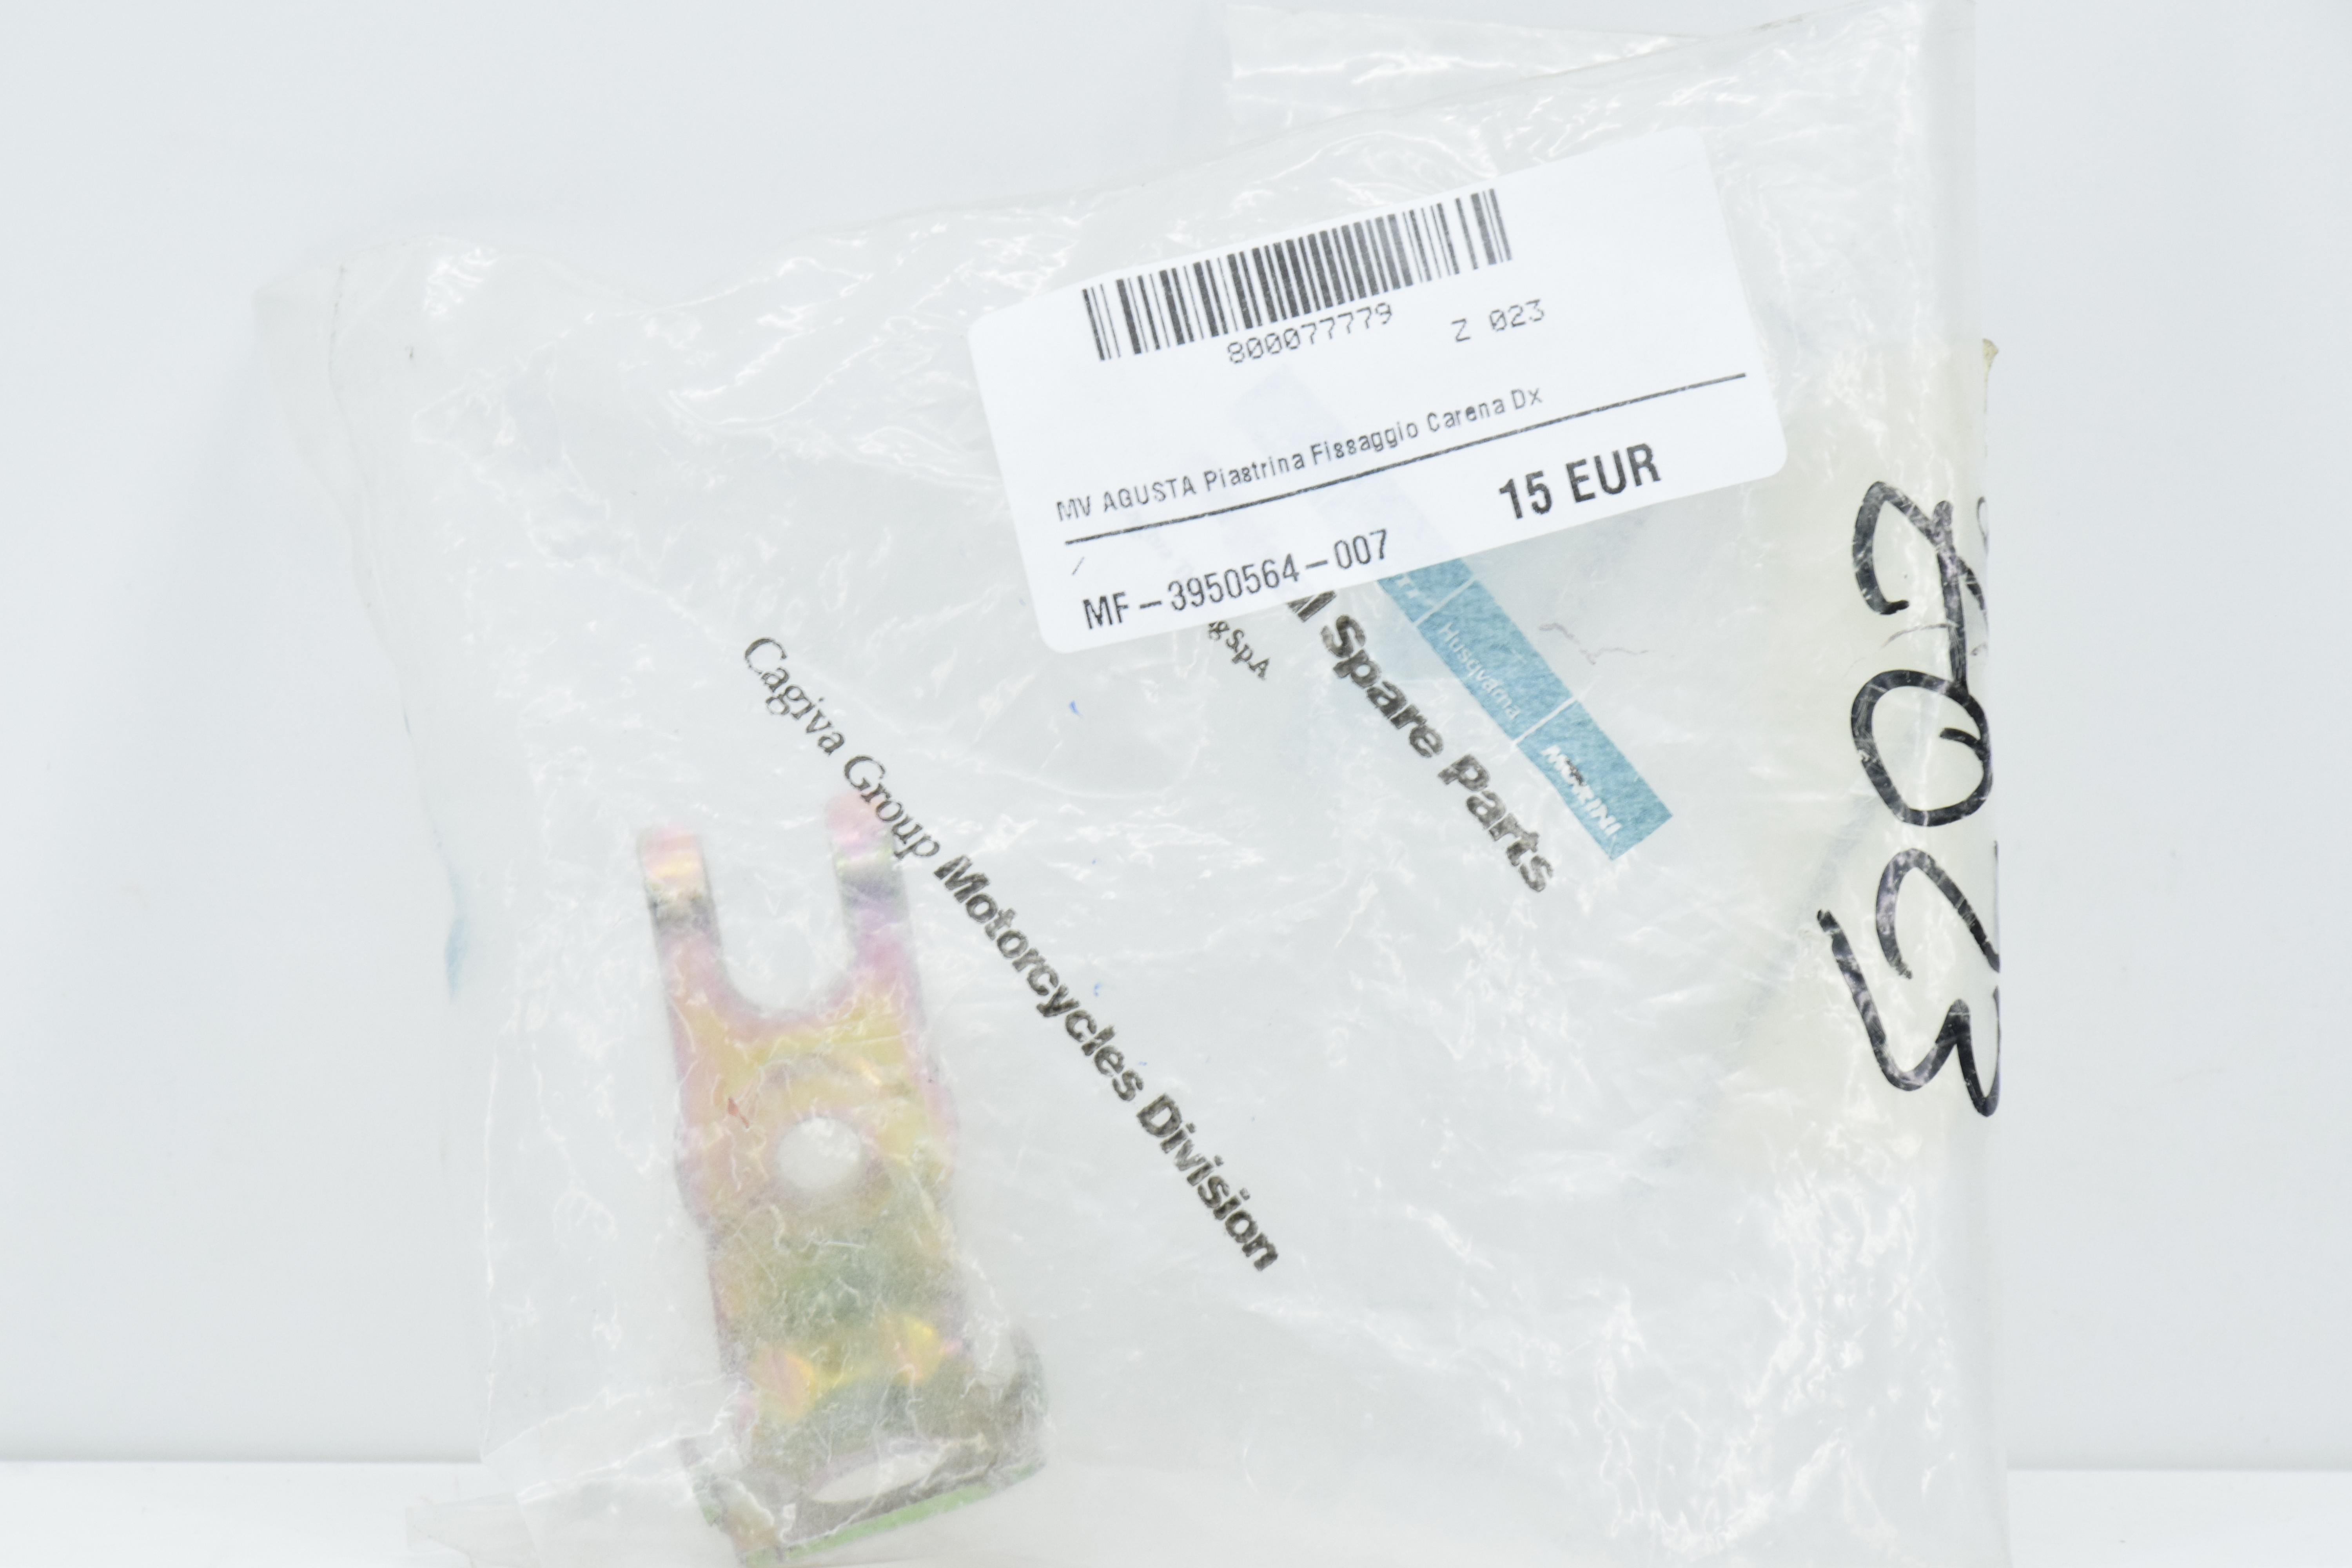 800077779 Z 023
MV AGUSTA Piastrina Fissaggio Carena Dx
15 EUR
MF-3950564-007
Spare Parts
Husqvarna
MORINI
Cagiva Group Motorcycles Division